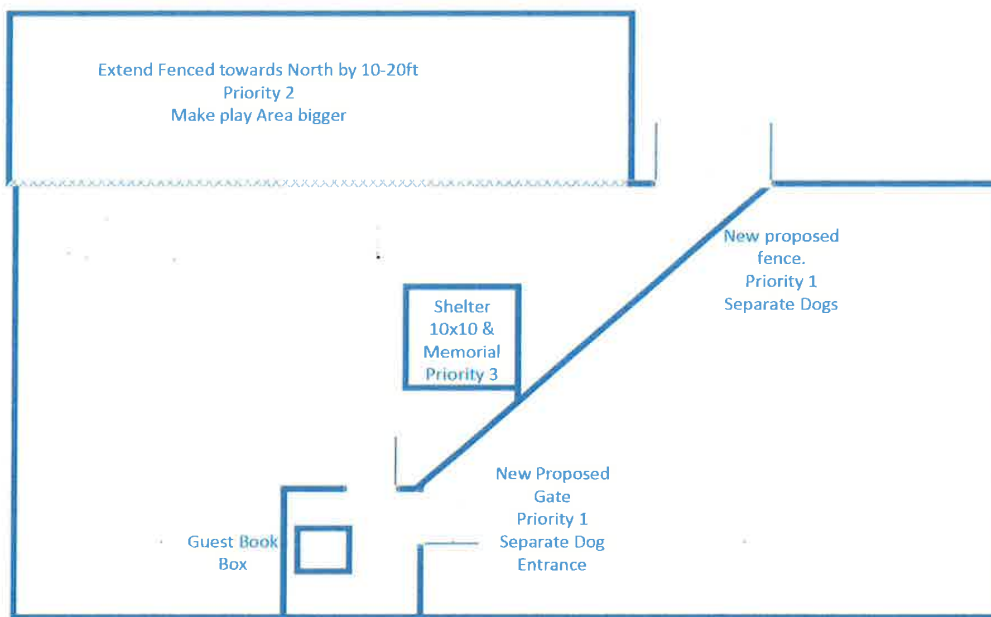 Extend Fenced towards North by 10-20ft
Priority 2
Make play Area bigger
New proposed
fence.
Priority 1
Separate Dogs
Shelter
10x10 &
Memorial
Priority 3
New Proposed
Gate
Priority 1
Separate Dog
Entrance
Guest Book
Box